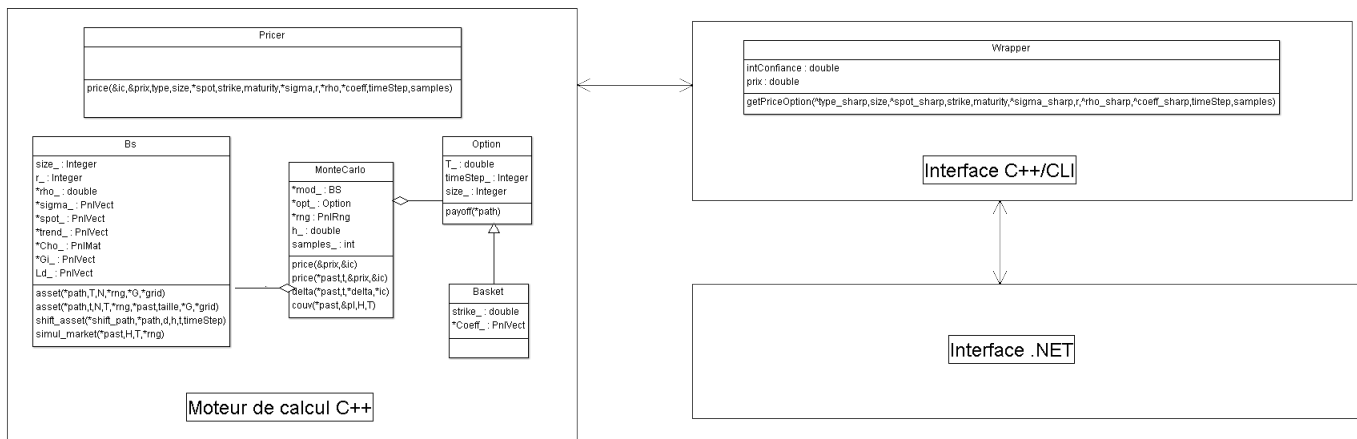 Pricer
price(&ic,&prix,type,size,*spot,strike,maturity,*sigma,r,*rho,*coeff,timeStep,samples)
Bs
size_ : Integer
r_ : Integer
*rho_ : double
*sigma_ : PnlVect
*spot_ : PnlVect
*trend_ : PnlVect
*Cho_ : PnlMat
*Gi_ : PnlVect
Ld_ : PnlVect
asset(*path,T,N,*rng,*G,*grid)
asset(*path,t,N,T,*rng,*past,taille,*G,*grid)
shift_asset(*shift_path,*path,d,h,t,timeStep)
simul_market(*past,H,T,*rng)
MonteCarlo
*mod_ : BS
*opt_ : Option
*rng : PnlRng
h_ : double
samples_ : int
price(&prix,&ic)
price(*past,t,&prix,&ic)
delta(*past,t,*delta,*ic)
couv(*past,&pl,H,T)
Option
T_ : double
timeStep_ : Integer
size_ : Integer
payoff(*path)
Basket
strike_ : double
*Coeff_ : PnlVect
Moteur de calcul C++
Wrapper
intConfiance : double
prix : double
getPriceOption(^type_sharp,size,^spot_sharp,strike,maturity,^sigma_sharp,r,^rho_sharp,^coeff_sharp,timeStep,samples)
Interface C++/CLI
Interface .NET